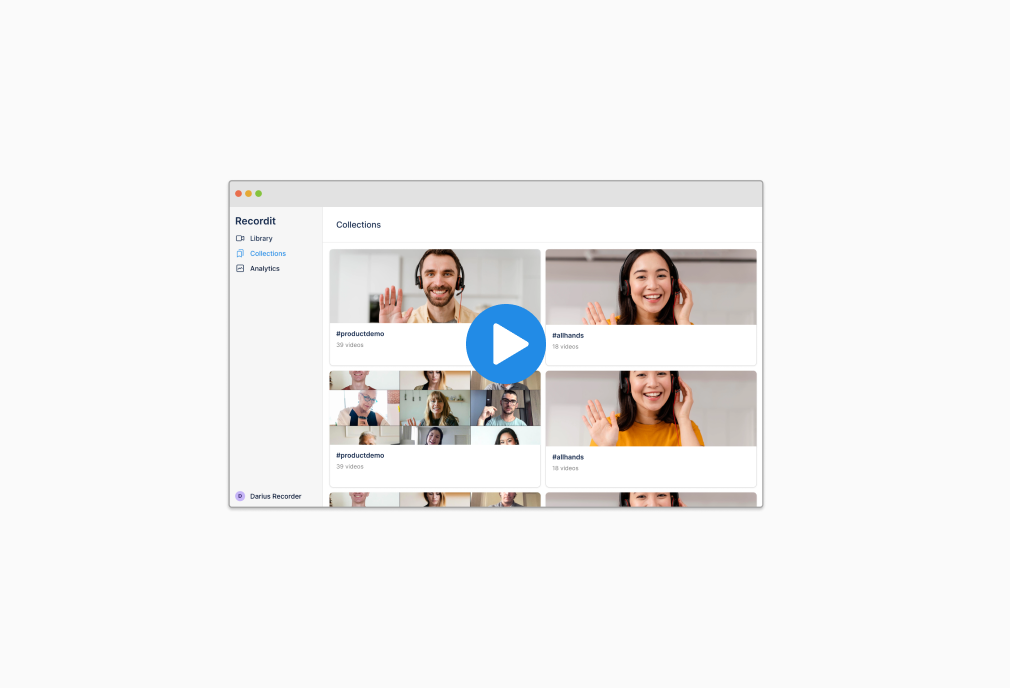 Recordit
Library
Collections
Analytics
Collections
#productdemo
39 videos
#allhands
18 videos
#productdemo
39 videos
#allhands
18 videos
D
Darius Recorder